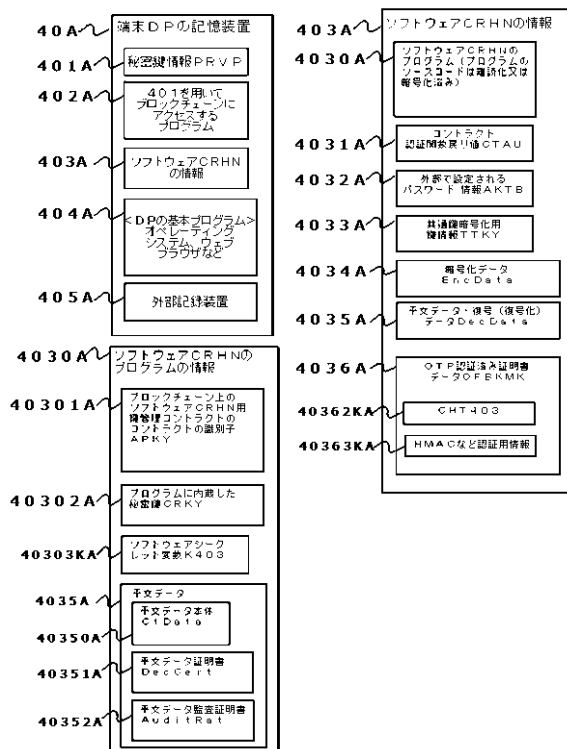 40A
端末DPの記憶装置
401A
秘密鍵情報PRVP
402A
401を用いて
ブロックチェーンに
アクセスする
プログラム
403A
ソフトウェアCRHN
の情報
404A
<DPの基本プログラム>
オペレーティング
システム、ウェブ
ブラウザなど
405A
外部記録装置
4030A
ソフトウェアCRHNの
プログラムの情報
40301A
ブロックチェーン上の
ソフトウェアCRHN用
鍵管理コントラクトの
コントラクトの識別子
APKY
40302A
プログラムに内蔵した
秘密鍵CRKY
40303KA
ソフトウェアシーク
レット変数K403
4035A
平文データ
40350A
平文データ本体
CtData
40351A
平文データ証明書
DecCert
40352A
平文データ監査証明書
AuditRat
403A
ソフトウェアCRHNの情報
4030A
ソフトウェアCRHNの
プログラム(プログラムの
ソースコードは難読化又は
暗号化済み)
4031A
コントラクト
認証関数戻り値CTAU
4032A
外部で設定される
パスワード情報AKTB
4033A
共通鍵暗号化用
鍵情報TTKY
4034A
暗号化データ
EncData
4035A
平文データ・復号(復号化)
データDecData
4036A
OTP認証済み証明書
データOFBKMK
40362KA
CHT403
40363KA
HMACなど認証用情報